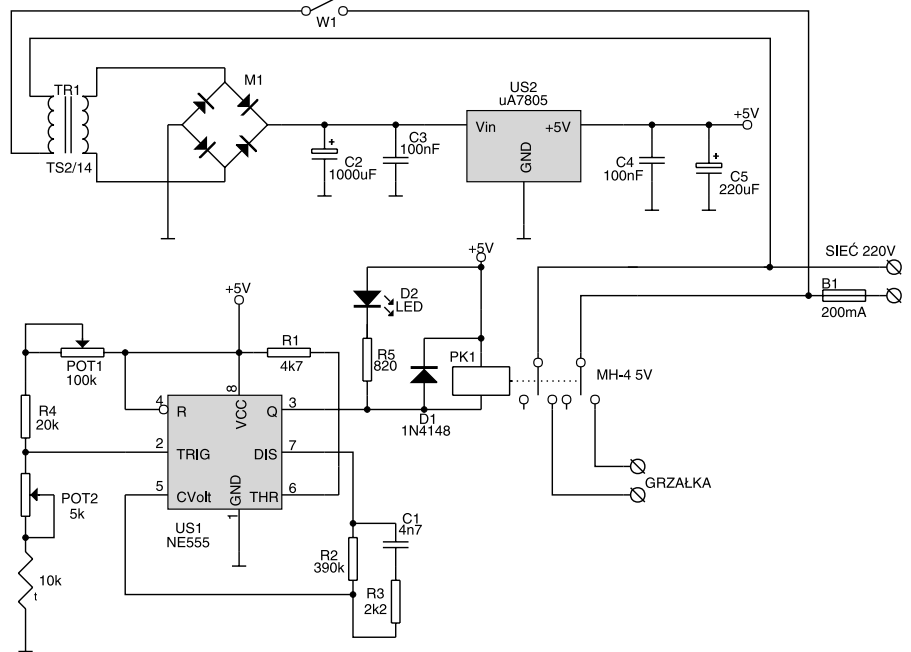 W1
TR1
TS2/14
M1
US2
uA7805
Vin
+5V
GND
+
C2
1000uF
C3
100nF
C4
100nF
+
C5
220uF
+5V
SIEĆ 220V
B1
200mA
+5V
D2
LED
R5
820
PK1
MH-4 5V
D1
1N4148
GRZAŁKA
+5V
POT1
100k
R1
4k7
R4
20k
POT2
5k
10k
t
4
R
8
VCC
Q
3
2
TRIG
DIS
7
5
CVolt
GND
1
THR
6
US1
NE555
C1
4n7
R2
390k
R3
2k2